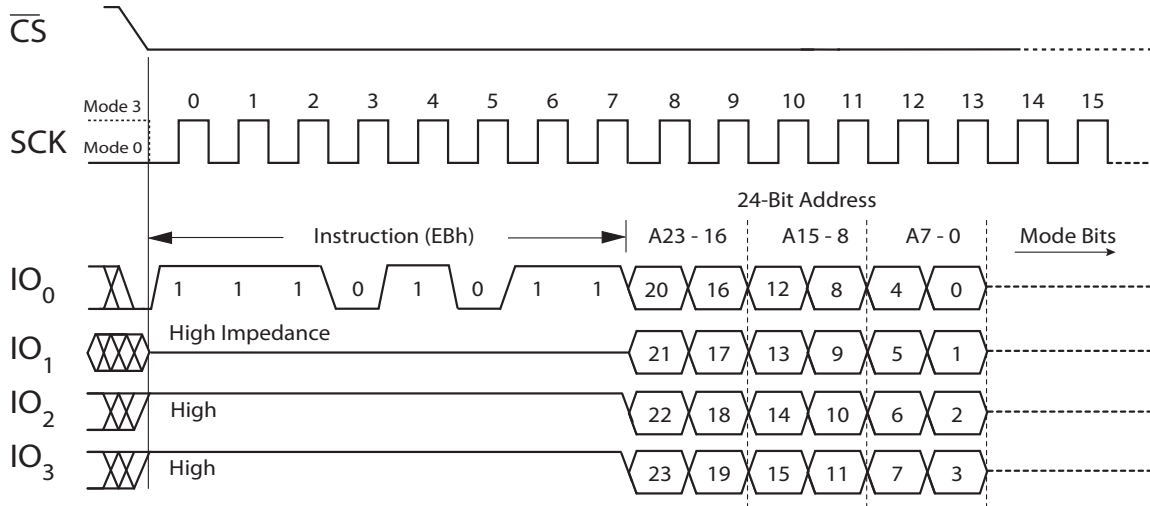 CS
Mode 3
0 1 2 3 4 5 6 7 8 9 10 11 12 13 14 15
SCK
Mode 0
24-Bit Address
Instruction (EBh)
A23 - 16 A15 - 8 A7 - 0
Mode Bits
IO0 1 1 1 0 1 0 1 1 20 16 12 8 4 0
High Impedance
IO1 21 17 13 9 5 1
IO2 High 22 18 14 10 6 2
IO3 High 23 19 15 11 7 3